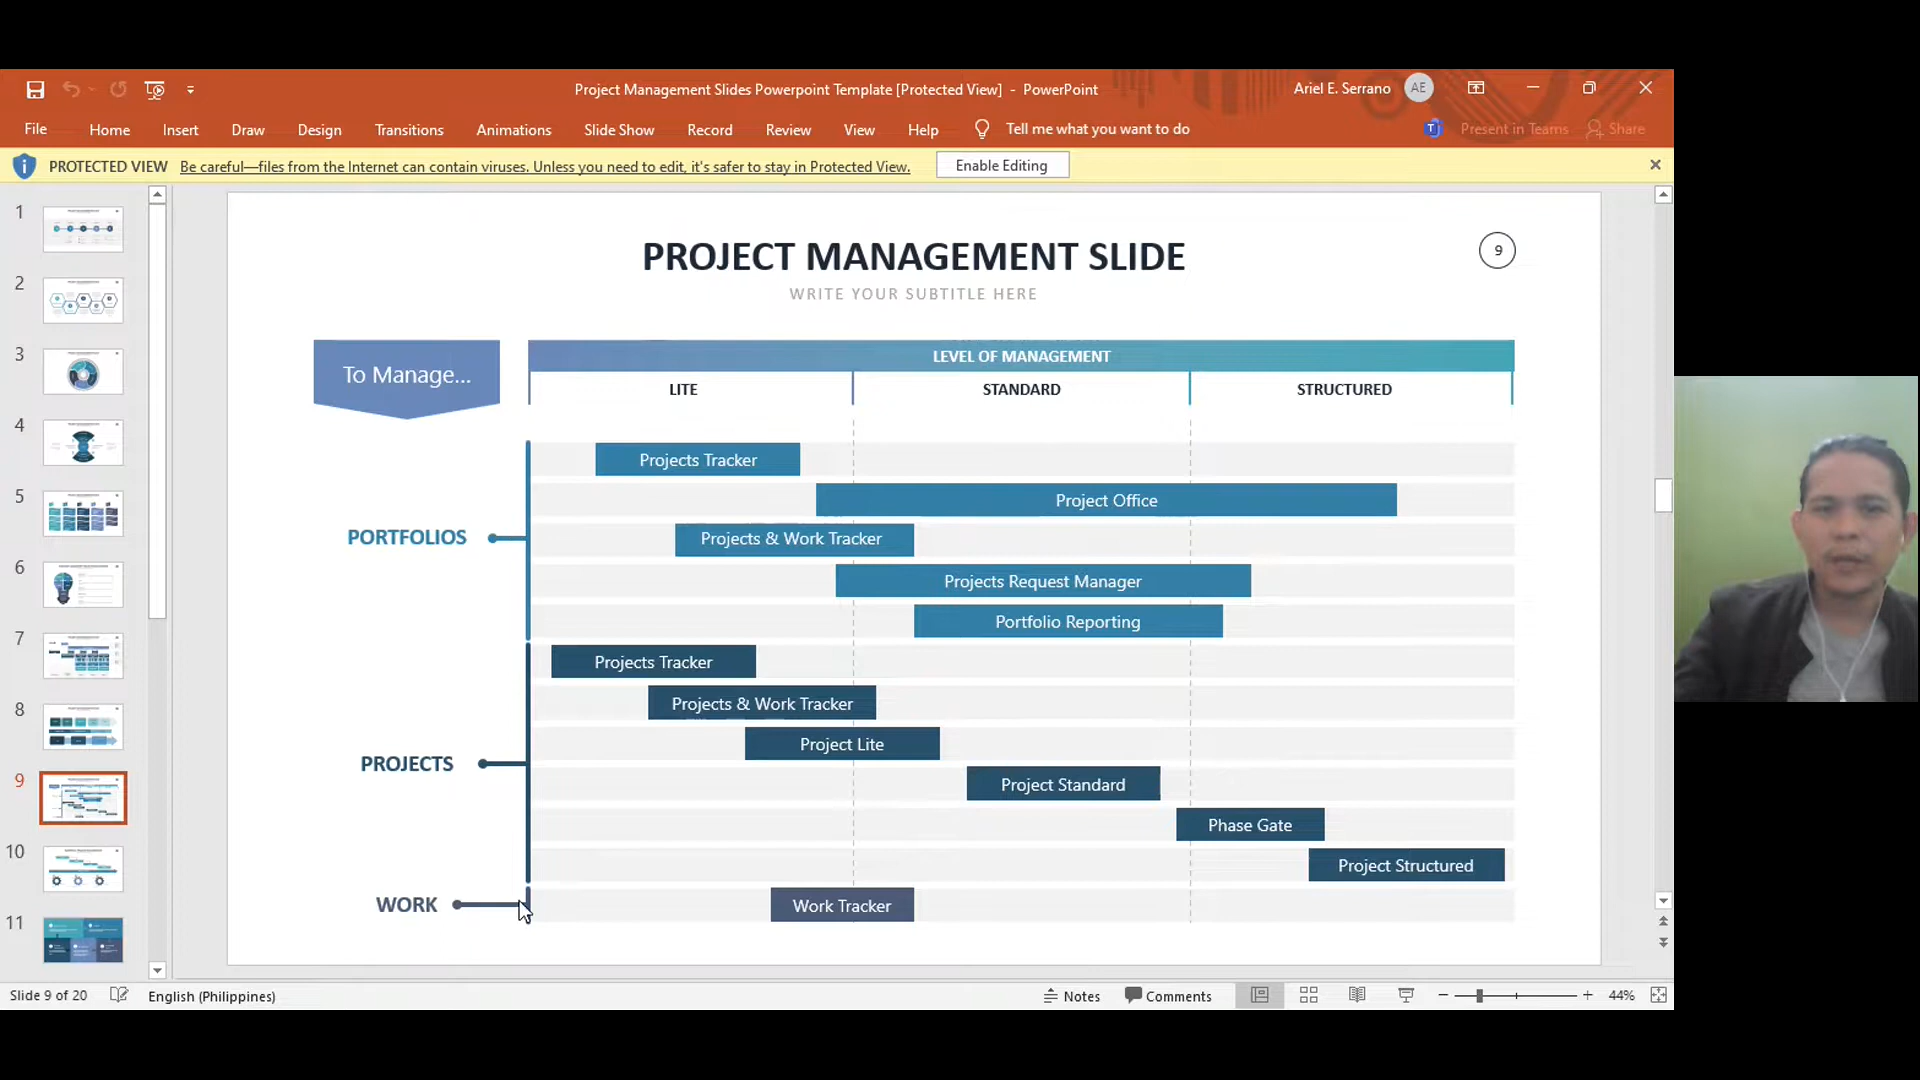 Project Management Slides Powerpoint Template [Protected View] - PowerPoint
Ariel E. Serrano
AE
File Home Insert Draw Design Transitions Animations Slide Show Record Review View Help Tell me what you want to do
Present in Teams
Share
PROTECTED VIEW Be careful—files from the Internet can contain viruses. Unless you need to edit, it's safer to stay in Protected View.
Enable Editing
1
2
3
4
5
6
7
8
9
10
11
PROJECT MANAGEMENT SLIDE
9
WRITE YOUR SUBTITLE HERE
To Manage...
LEVEL OF MANAGEMENT
LITE STANDARD STRUCTURED
PORTFOLIOS
Projects Tracker
Project Office
Projects & Work Tracker
Projects Request Manager
Portfolio Reporting
PROJECTS
Projects Tracker
Projects & Work Tracker
Project Lite
Project Standard
Phase Gate
Project Structured
WORK
Work Tracker
Slide 9 of 20
English (Philippines)
Notes
Comments
44%